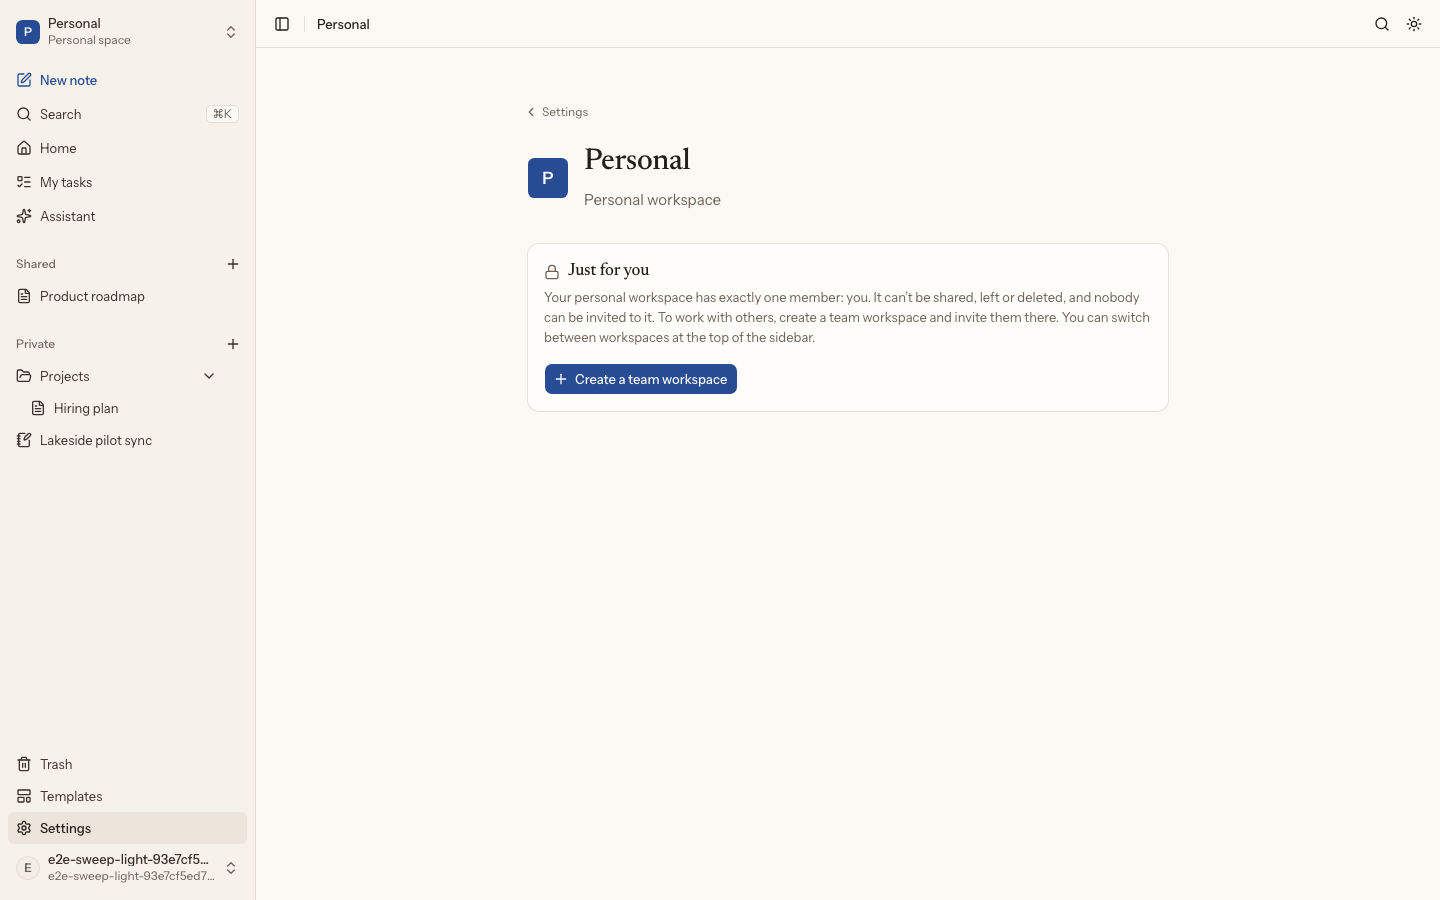 P
Personal
Personal space
New note
Search
⌘K
Home
My tasks
Assistant
Shared
Product roadmap
Private
Projects
Hiring plan
Lakeside pilot sync
Trash
Templates
Settings
E
e2e-sweep-light-93e7cf5...
e2e-sweep-light-93e7cf5ed7...
Personal
Settings
P
Personal
Personal workspace
Just for you
Your personal workspace has exactly one member: you. It can't be shared, left or deleted, and nobody
can be invited to it. To work with others, create a team workspace and invite them there. You can switch
between workspaces at the top of the sidebar.
Create a team workspace